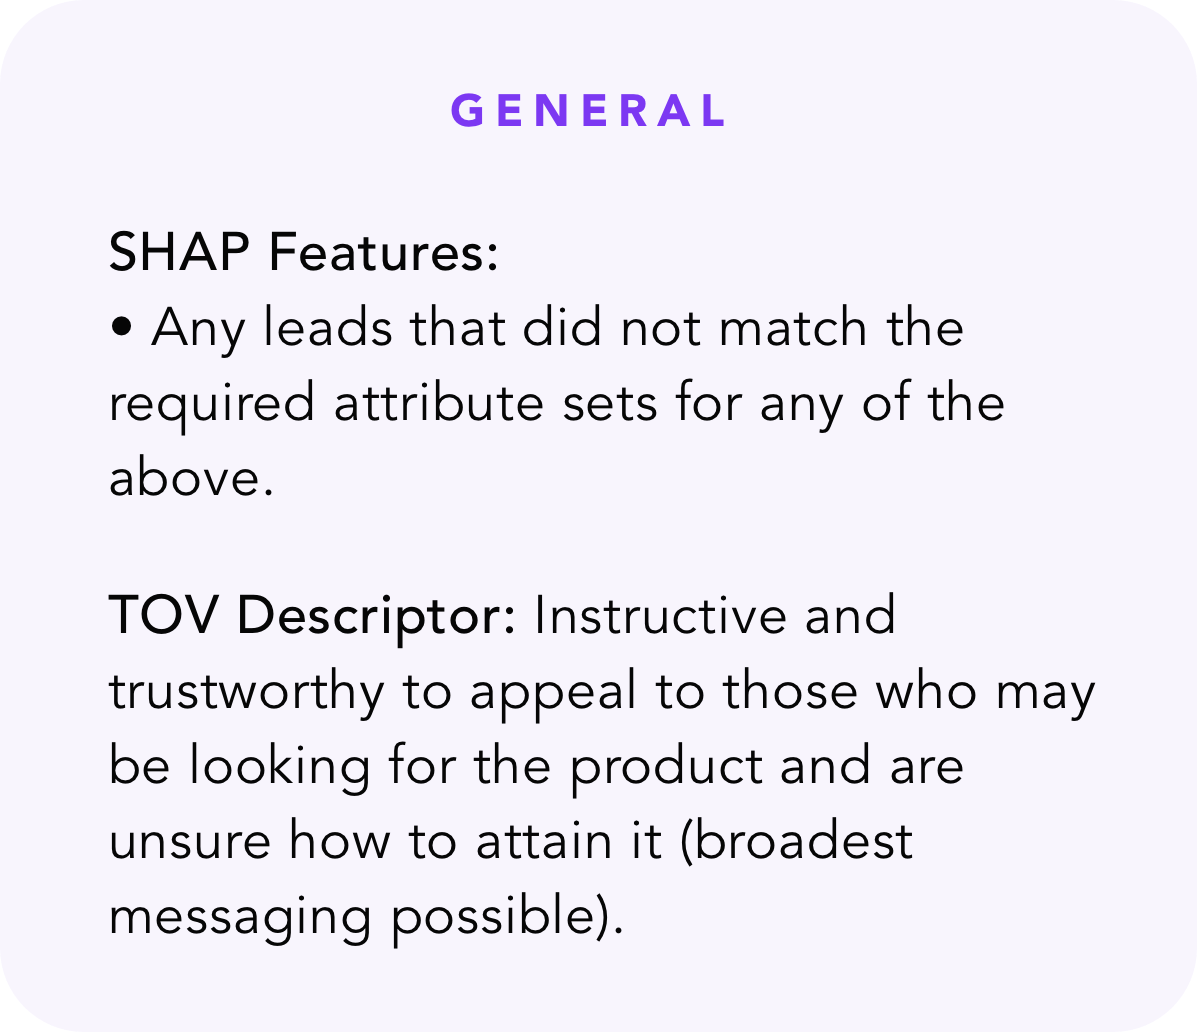 GENERAL
SHAP Features:
• Any leads that did not match the
required attribute sets for any of the
above.
TOV Descriptor: Instructive and
trustworthy to appeal to those who may
be looking for the product and are
unsure how to attain it (broadest
messaging possible).